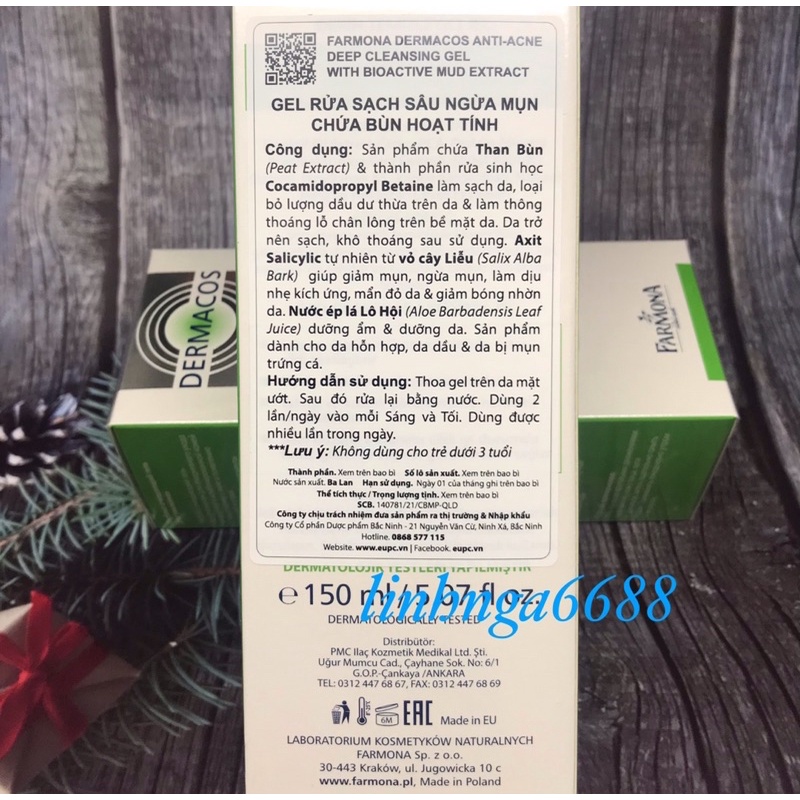 FARMONA DERMACOS ANTI-ACNE
DEEP CLEANSING GEL
WITH BIOACTIVE MUD EXTRACT
GEL RỬA SẠCH SÂU NGỪA MỤN
CHỨA BÙN HOẠT TÍNH
Công dụng: Sản phẩm chứa Than Bùn
(Peat Extract) & thành phần rửa sinh học
Cocamidopropyl Betaine làm sạch da, loại
bỏ lượng dầu dư thừa trên da & làm thông
thoáng lỗ chân lông trên bề mặt da. Da trở
nên sạch, khô thoáng sau sử dụng. Axit
Salicylic tự nhiên từ vỏ cây Liễu (Salix Alba
Bark) giúp giảm mụn, ngừa mụn, làm dịu
nhẹ kích ứng, mẩn đỏ da & giảm bóng nhờn
da. Nước ép lá Lô Hội (Aloe Barbadensis Leaf
Juice) dưỡng ẩm & dưỡng da. Sản phẩm
dành cho da hỗn hợp, da dầu & da bị mụn
trứng cá.
Hướng dẫn sử dụng: Thoa gel trên da mặt
ướt. Sau đó rửa lại bằng nước. Dùng 2
lần/ngày vào mỗi Sáng và Tối. Dùng được
nhiều lần trong ngày.
***Lưu ý: Không dùng cho trẻ dưới 3 tuổi
Thành phần. Xem trên bao bì Số lô sản xuất. Xem trên bao bì
Nước sản xuất. Ba Lan Hạn sử dụng. Ngày 01 của tháng ghi trên bao bì
Thể tích thực / Trọng lượng tịnh. Xem trên bao bì
SCB. 140781/21/CBMP-QLD
Công ty chịu trách nhiệm đưa sản phẩm ra thị trường & Nhập khẩu
Công ty Cổ phần Dược phẩm Bắc Ninh - 21 Nguyễn Văn Cừ, Ninh Xá, Bắc Ninh
Hotline. 0868 577 115
Website. www.eupc.vn | Facebook. eupc.vn
DERMATOLOJİK TESTLERİ YAPILMIŞTIR
℮ 150 ml / 5.07 fl.oz.
linhnga6688
DERMATOLOGICALLY TESTED
Distribütör:
PMC Ilaç Kozmetik Medikal Ltd. Şti.
Uğur Mumcu Cad., Çayhane Sok. No: 6/1
G.O.P.-Çankaya /ANKARA
TEL: 0312 447 68 67, FAX: 0312 447 68 69
6M EAC Made in EU
LABORATORIUM KOSMETYKÓW NATURALNYCH
FARMONA Sp. z o.o.
30-443 Kraków, ul. Jugowicka 10 c
www.farmona.pl, Made in Poland
DERMACOS
FARMONA